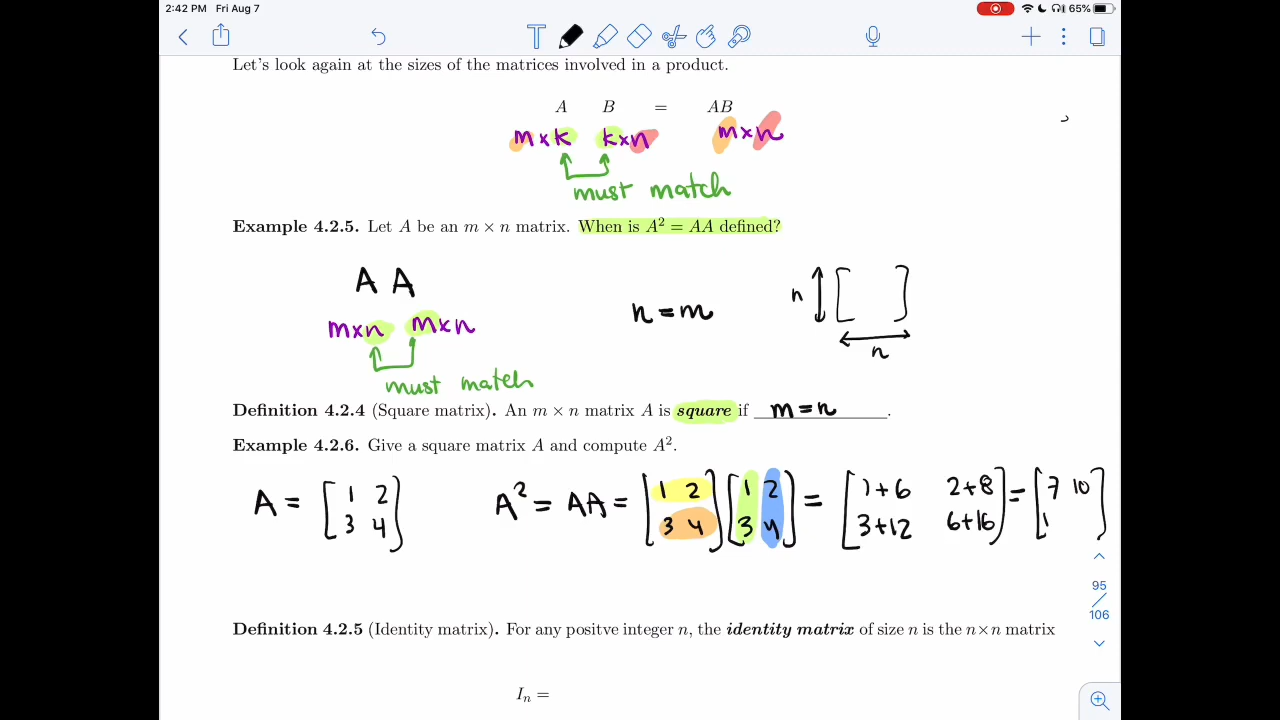 2:42 PM Fri Aug 7 65%
Let's look again at the sizes of the matrices involved in a product.
A B = AB
m × k k × n m × n
must match
Example 4.2.5. Let A be an m × n matrix. When is A² = AA defined?
A A
m×n m×n
must match
n = m
n
n
Definition 4.2.4 (Square matrix). An m × n matrix A is square if m = n.
Example 4.2.6. Give a square matrix A and compute A².
A = [1 2 A² = AA = [1 2 [1 2 = [1+6 2+8 = [7 10
3 4] 3 4] 3 4] 3+12 6+16] 1 ]
95
106
Definition 4.2.5 (Identity matrix). For any positve integer n, the identity matrix of size n is the n×n matrix
Iₙ =